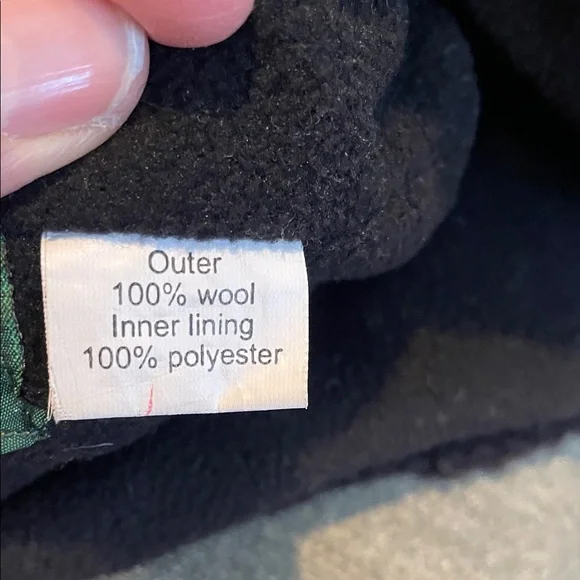 Outer
100% wool
Inner lining
100% polyester